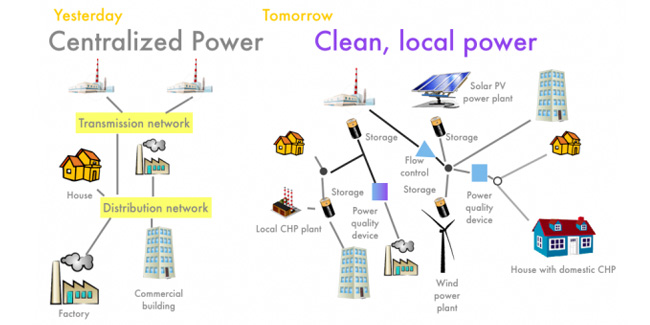 Yesterday
Centralized Power
Transmission network
House
Distribution network
Factory
Commercial
building
Tomorrow
Clean, local power
Solar PV
power plant
Storage
Storage
Flow
control
Storage
Storage
Power
quality
device
Local CHP plant
Power
quality
device
Wind
power
plant
House with domestic CHP